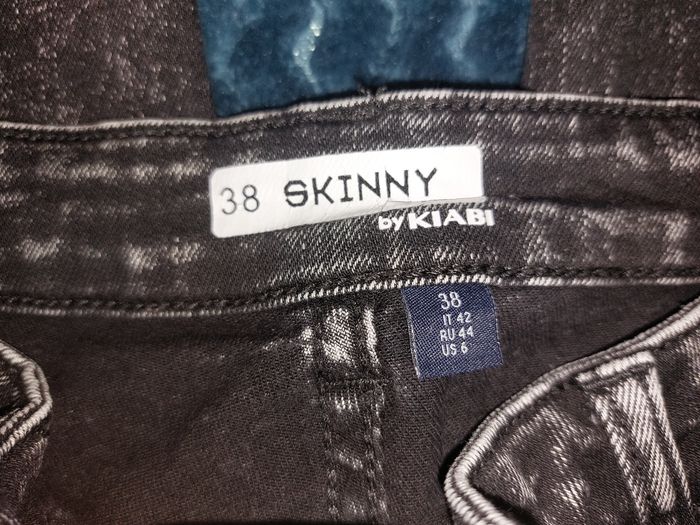 38 SKINNY
by KIABI
38
IT 42
RU 44
US 6